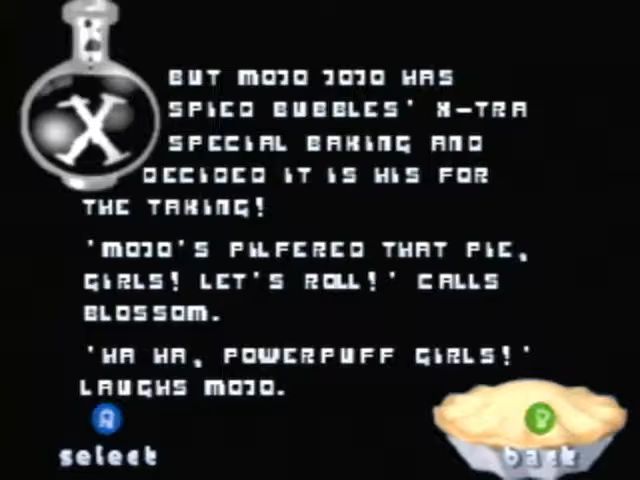 X
BUT MOJO JOJO HAS
SPIED BUBBLES' X-TRA
SPECIAL BAKING AND
DECIDED IT IS HIS FOR
THE TAKING!
'MOJO'S PILFERED THAT PIE,
GIRLS! LET'S ROLL!' CALLS
BLOSSOM.
'HA HA, POWERPUFF GIRLS!'
LAUGHS MOJO.
A
B
select
back